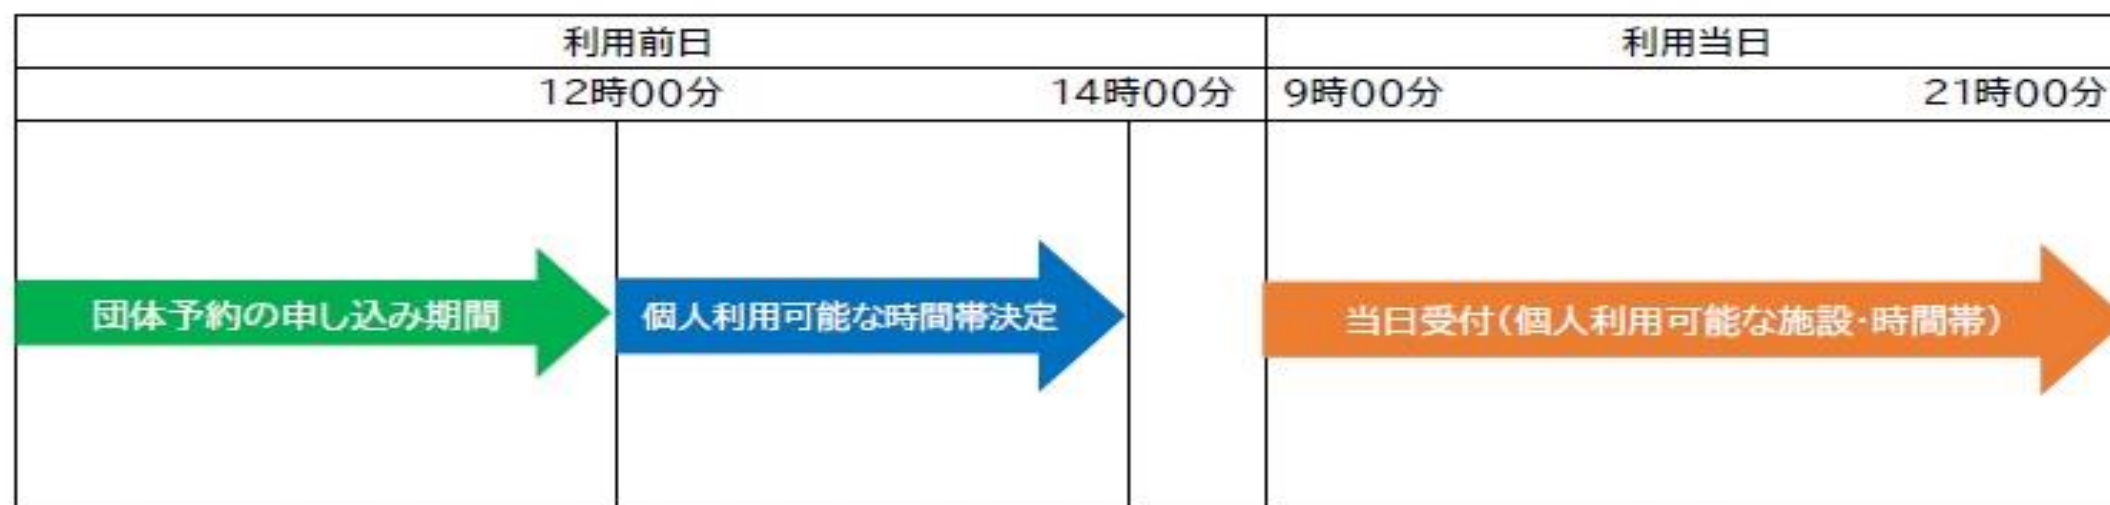 利用前日 利用当日
12時00分 14時00分 9時00分 21時00分
団体予約の申し込み期間 個人利用可能な時間帯決定 当日受付(個人利用可能な施設・時間帯)